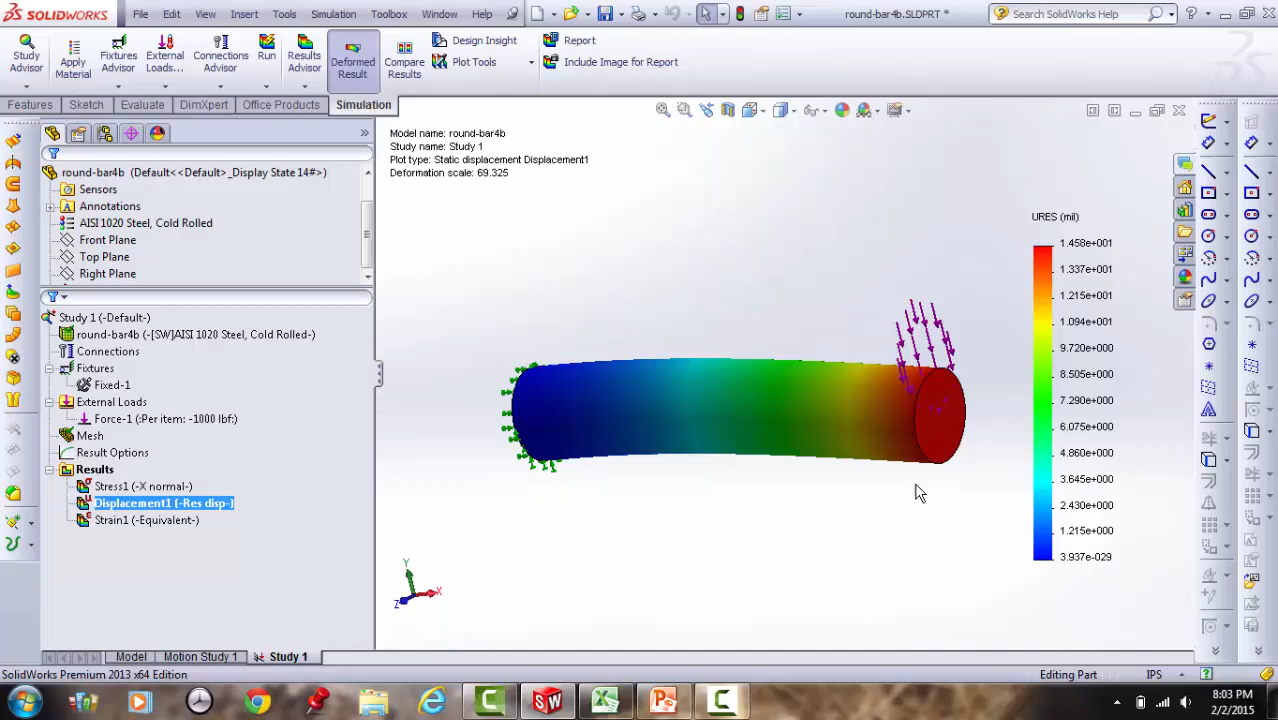 SOLIDWORKS File Edit View Insert Tools Simulation Toolbox Window Help round-bar4b.SLDPRT * Search SolidWorks Help
Study Advisor
Apply Material
Fixtures Advisor
External Loads...
Connections Advisor
Run
Results Advisor
Deformed Result
Compare Results
Design Insight
Plot Tools
Report
Include Image for Report
Features Sketch Evaluate DimXpert Office Products Simulation
round-bar4b (Default<<Default>_Display State 14#>)
Sensors
Annotations
AISI 1020 Steel, Cold Rolled
Front Plane
Top Plane
Right Plane
Study 1 (-Default-)
round-bar4b (-[SW]AISI 1020 Steel, Cold Rolled-)
Connections
Fixtures
Fixed-1
External Loads
Force-1 (:Per item: -1000 lbf:)
Mesh
Result Options
Results
Stress1 (-X normal-)
Displacement1 (-Res disp-)
Strain1 (-Equivalent-)
Model name: round-bar4b
Study name: Study 1
Plot type: Static displacement Displacement1
Deformation scale: 69.325
URES (mil)
1.458e+001
1.337e+001
1.215e+001
1.094e+001
9.720e+000
8.505e+000
7.290e+000
6.075e+000
4.860e+000
3.645e+000
2.430e+000
1.215e+000
3.937e-029
Y
X
Z
Model Motion Study 1 Study 1
SolidWorks Premium 2013 x64 Edition Editing Part IPS
8:03 PM
2/2/2015